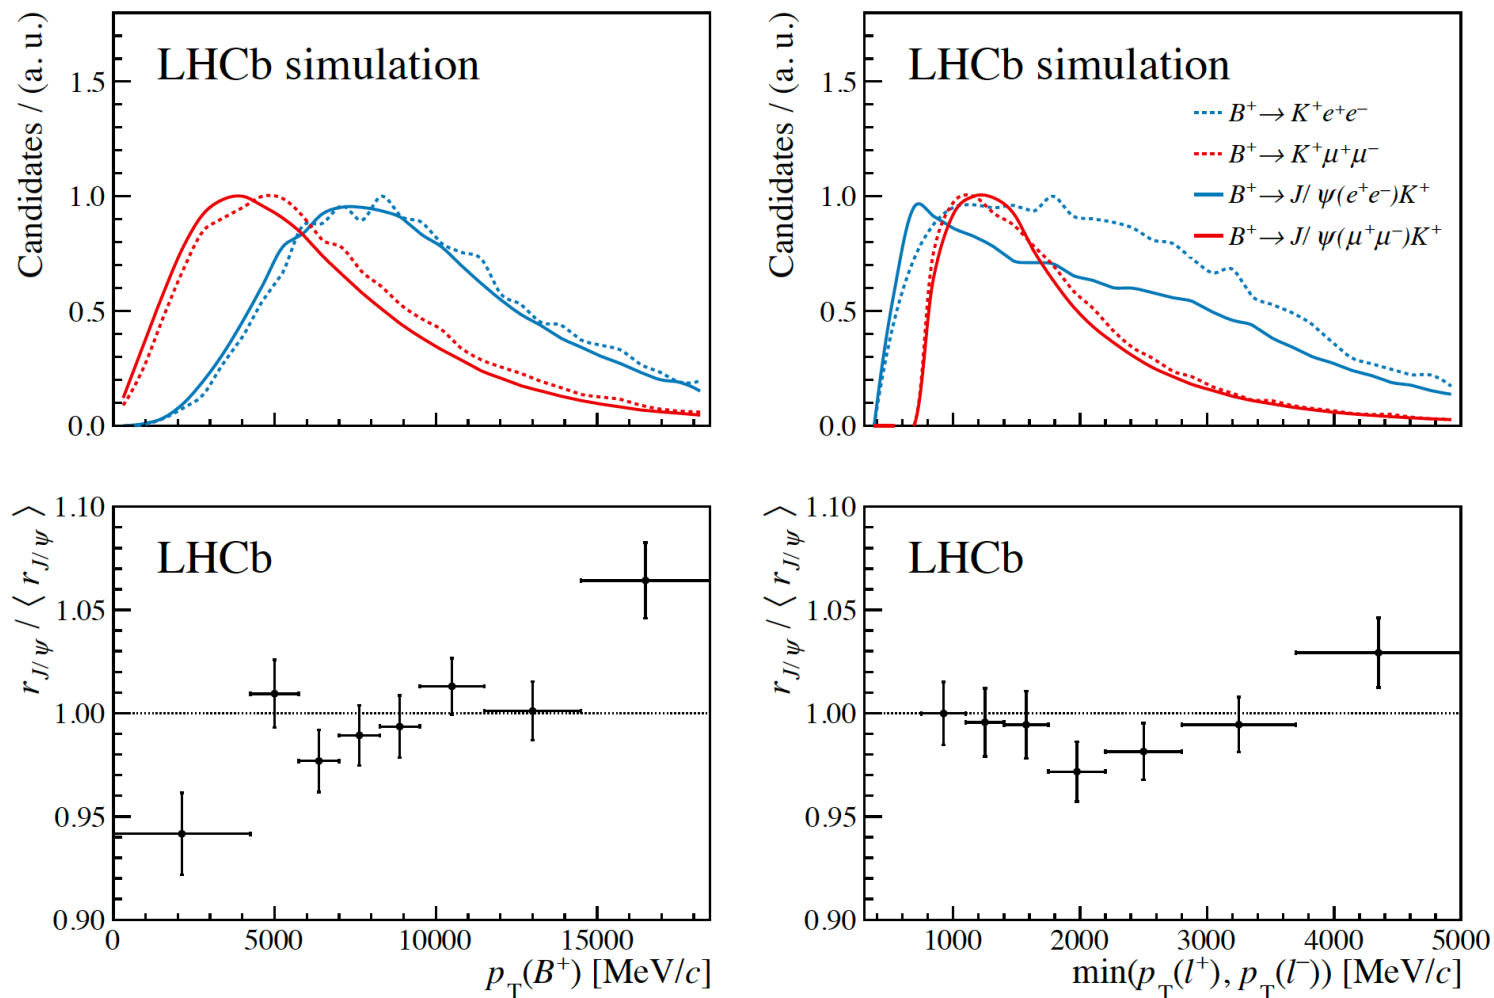 Candidates / (a. u.)
LHCb simulation
1.5
1.0
0.5
0.0
Candidates / (a. u.)
LHCb simulation
B⁺→ K⁺e⁺e⁻
B⁺→ K⁺μ⁺μ⁻
B⁺→ J/ψ(e⁺e⁻)K⁺
B⁺→ J/ψ(μ⁺μ⁻)K⁺
1.5
1.0
0.5
0.0
r_J/ψ / ⟨ r_J/ψ ⟩
LHCb
1.10
1.05
1.00
0.95
0.90
0 5000 10000 15000
p_T(B⁺) [MeV/c]
r_J/ψ / ⟨ r_J/ψ ⟩
LHCb
1.10
1.05
1.00
0.95
0.90
1000 2000 3000 4000 5000
min(p_T(l⁺), p_T(l⁻)) [MeV/c]